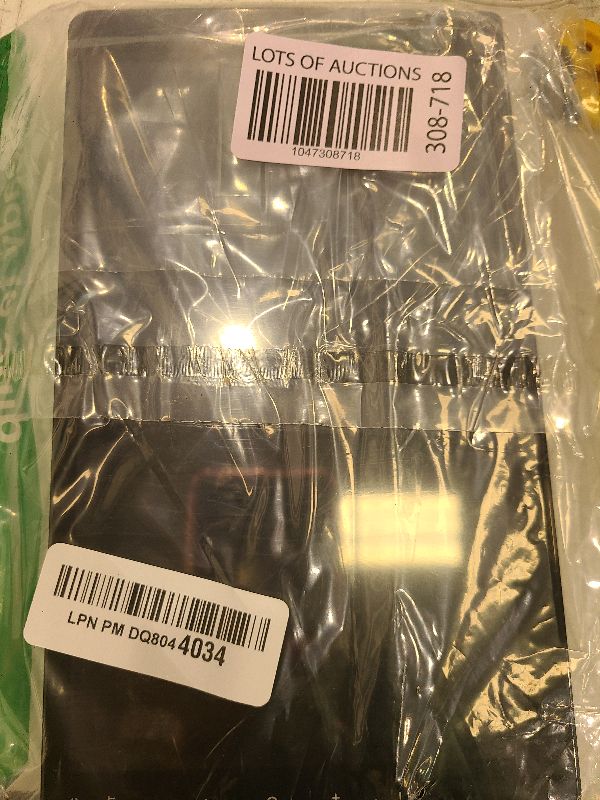 LOTS OF AUCTIONS
1047308718
308-718
LPN PM DQ8044034